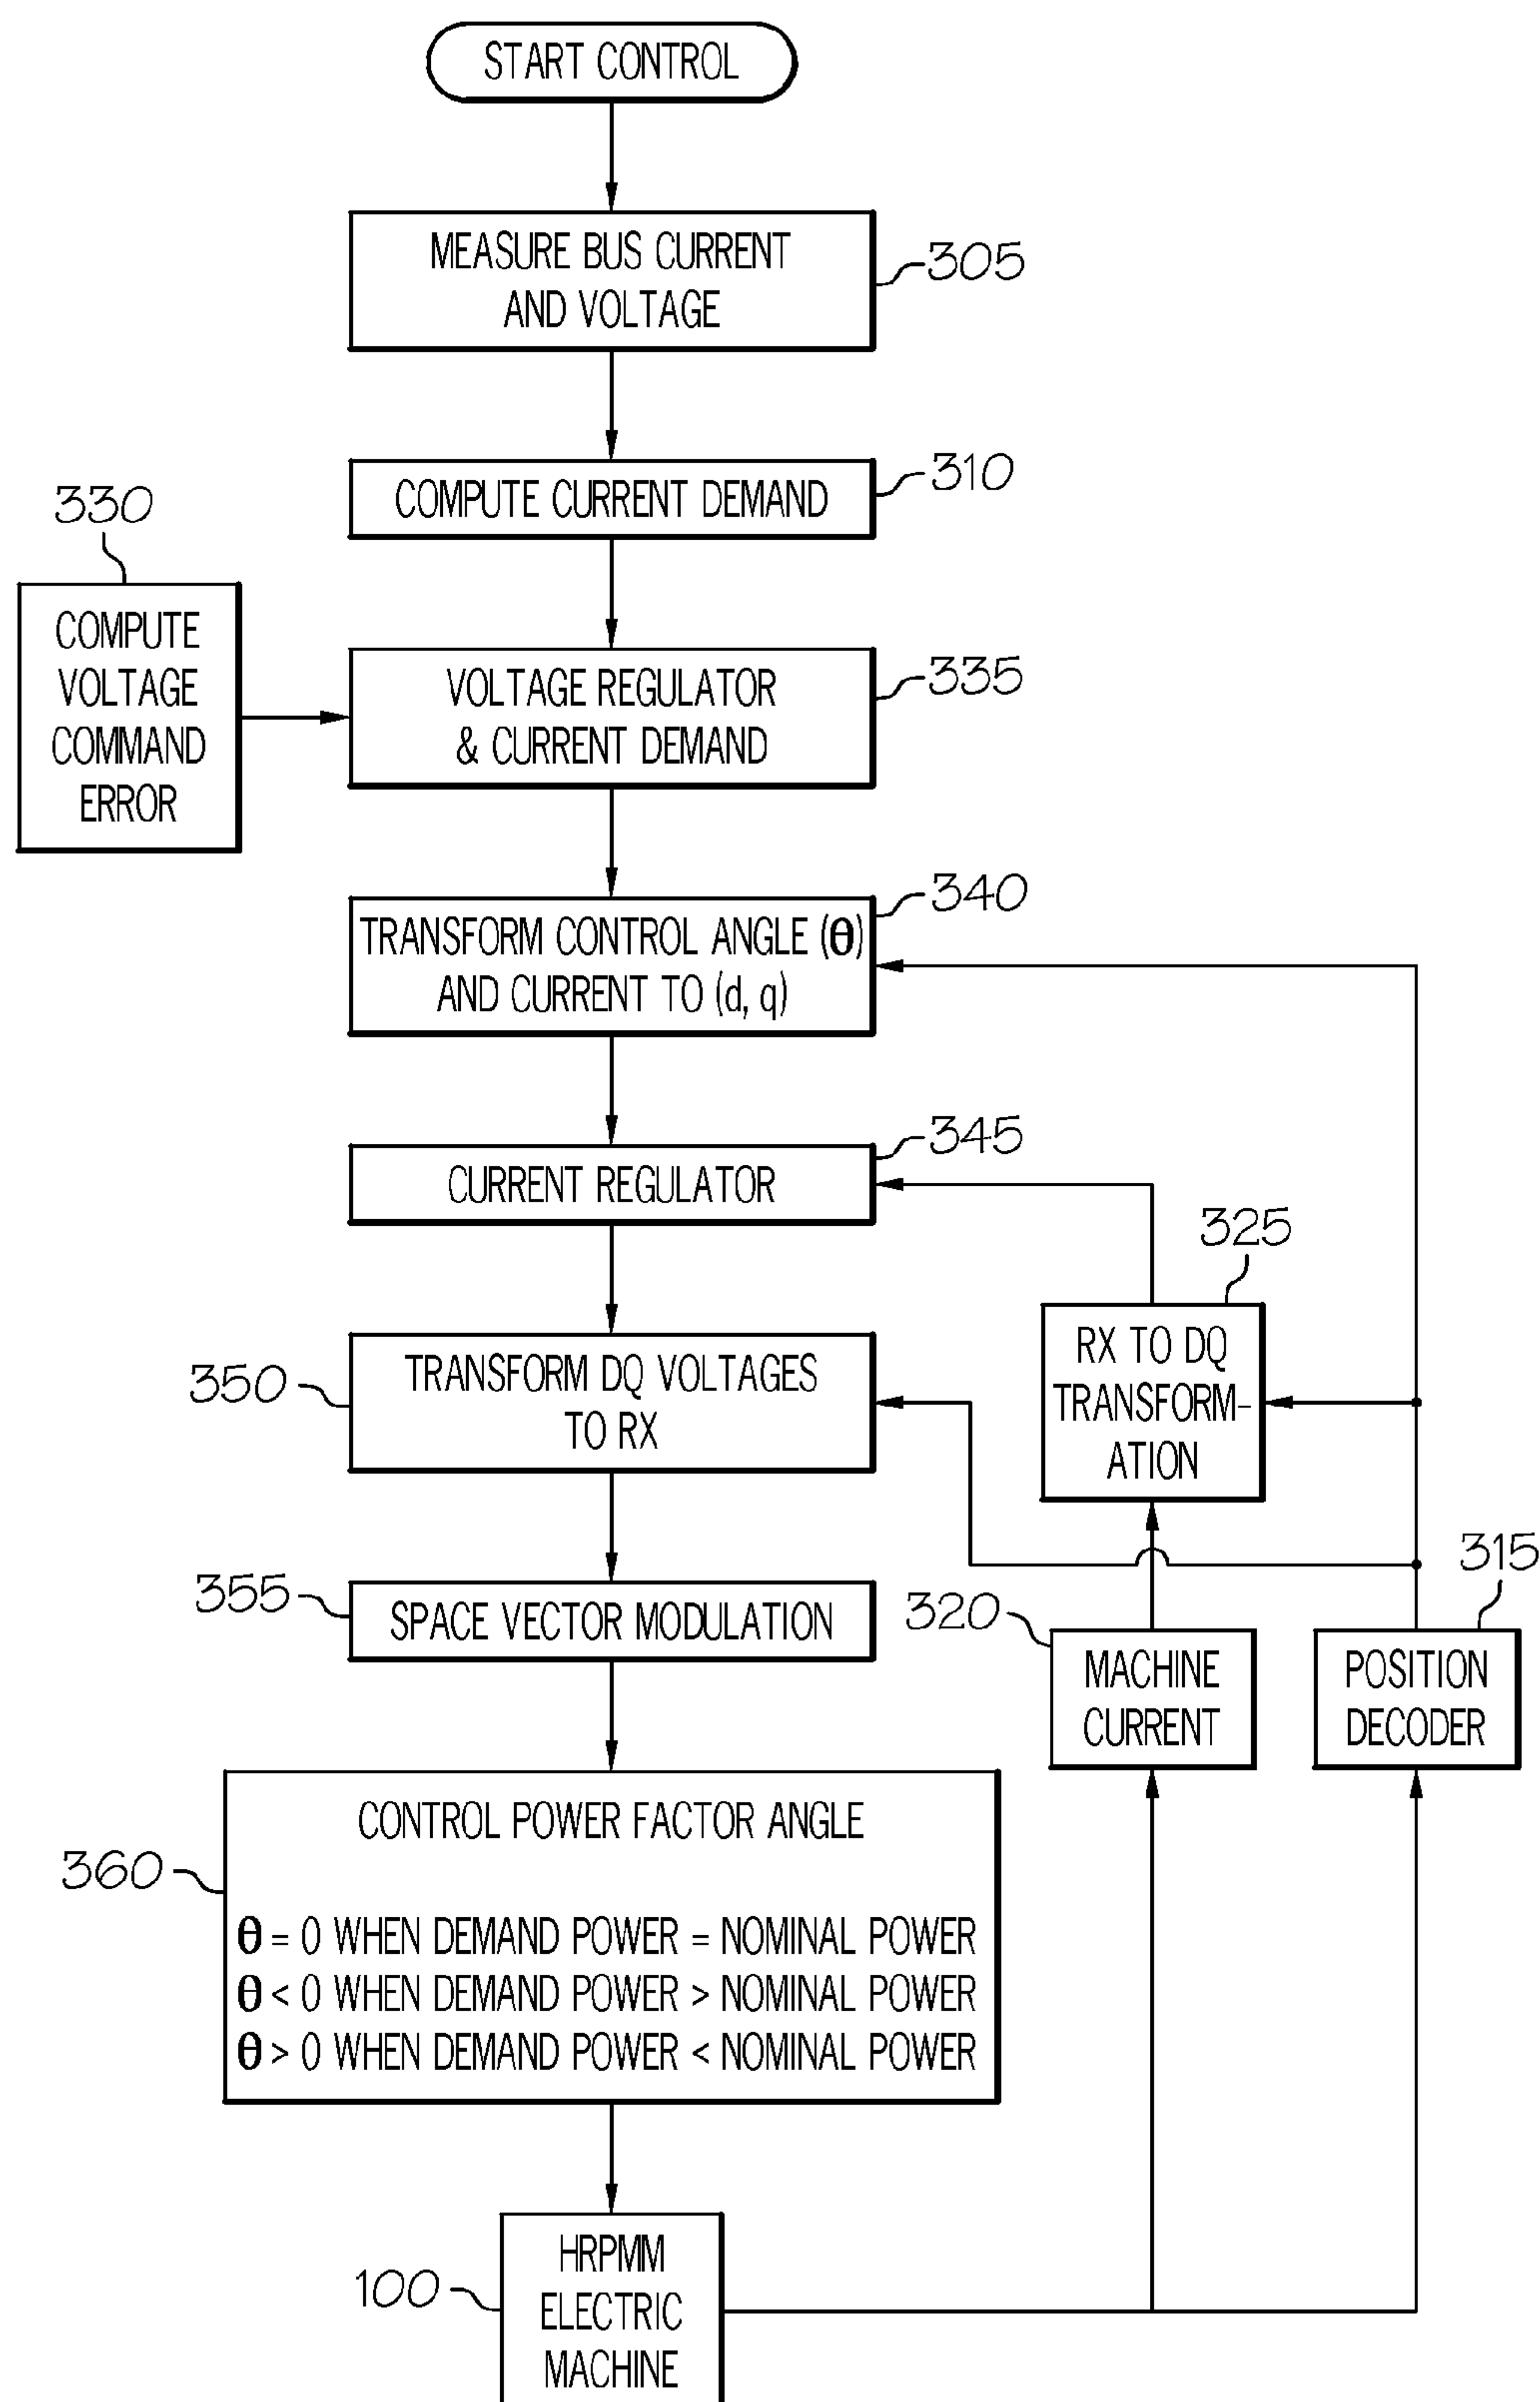 START CONTROL
MEASURE BUS CURRENT
AND VOLTAGE
305
COMPUTE CURRENT DEMAND
310
330
COMPUTE
VOLTAGE
COMMAND
ERROR
VOLTAGE REGULATOR
& CURRENT DEMAND
335
TRANSFORM CONTROL ANGLE (θ)
AND CURRENT TO (d, q)
340
CURRENT REGULATOR
345
325
RX TO DQ
TRANSFORM-
ATION
350
TRANSFORM DQ VOLTAGES
TO RX
355
SPACE VECTOR MODULATION
320
MACHINE
CURRENT
315
POSITION
DECODER
360
CONTROL POWER FACTOR ANGLE
θ = 0 WHEN DEMAND POWER = NOMINAL POWER
θ < 0 WHEN DEMAND POWER > NOMINAL POWER
θ > 0 WHEN DEMAND POWER < NOMINAL POWER
100
HRPMM
ELECTRIC
MACHINE